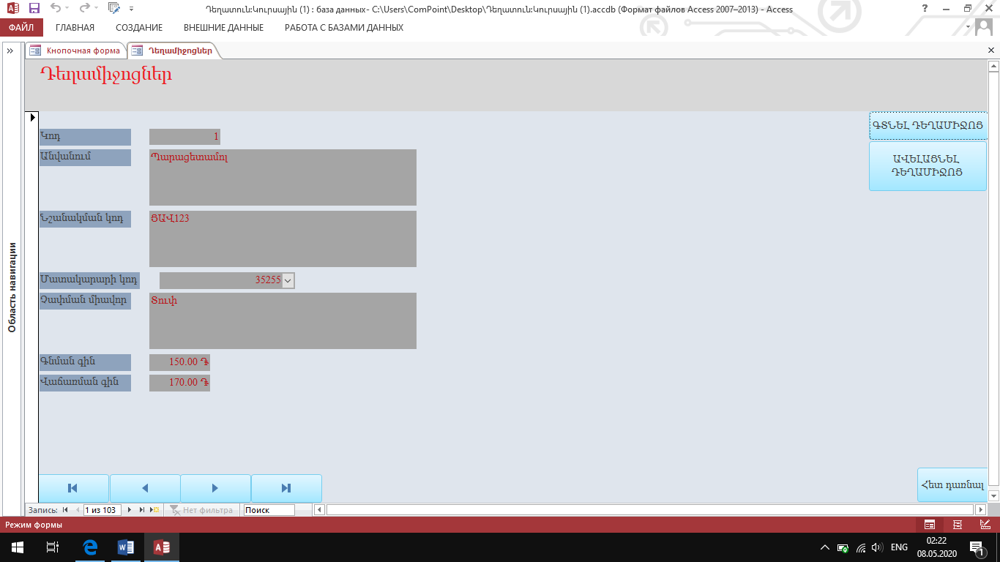 Դեղատուն:Կուրսային (1) : база данных- C:\Users\ComPoint\Desktop\Դեղատուն:Կուրսային (1).accdb (Формат файлов Access 2007–2013) - Access
ФАЙЛ ГЛАВНАЯ СОЗДАНИЕ ВНЕШНИЕ ДАННЫЕ РАБОТА С БАЗАМИ ДАННЫХ
Кнопочная форма Դեղամիջոցներ
Դեղամիջոցներ
ԳՏՆԵԼ ԴԵՂԱՄԻՋՈՑ
Կոդ 1
Անվանում Պարացետամոլ
ԱՎԵԼԱՑՆԵԼ
ԴԵՂԱՄԻՋՈՑ
Նշանակման կոդ ՑԱՎ123
Область навигации
Մատակարարի կոդ 35255
Չափման միավոր Տուփ
Գնման գին 150.00 ֏
Վաճառման գին 170.00 ֏
Հետ դառնալ
Запись: 1 из 103 Нет фильтра Поиск
Режим формы
ENG 02:22
08.05.2020
1